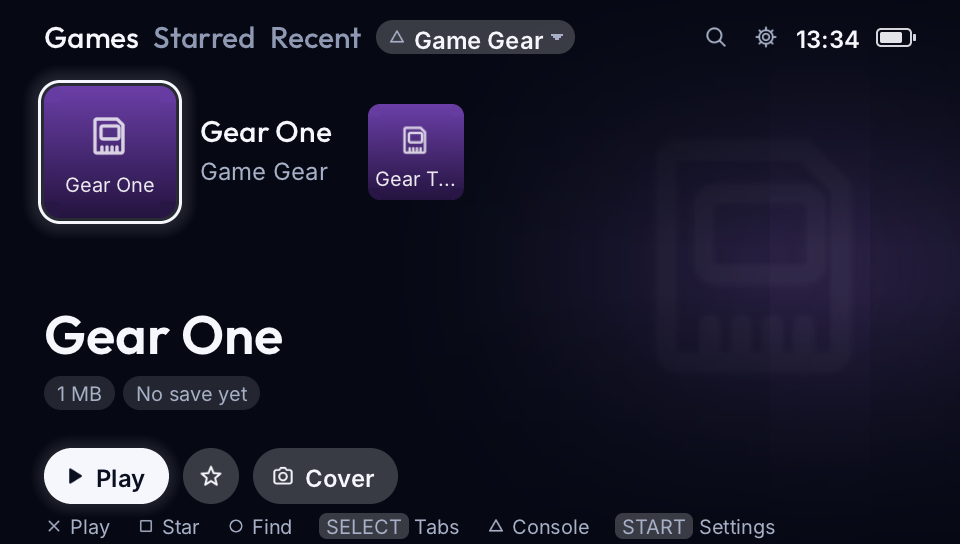 Games Starred Recent Game Gear 13:34
Gear One
Gear One
Game Gear
Gear T...
Gear One
1 MB No save yet
Play Cover
Play Star Find SELECT Tabs Console START Settings